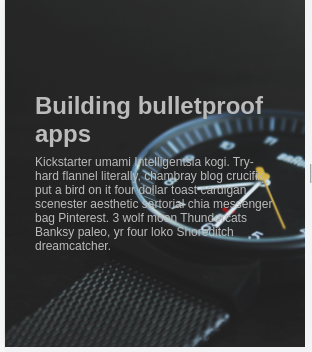 Building bulletproof
apps
Kickstarter umami Intelligentsia kogi. Try-
hard flannel literally, chambray blog crucifix
put a bird on it four dollar toast cardigan
scenester aesthetic sartorial chia messenger
bag Pinterest. 3 wolf moon Thundercats
Banksy paleo, yr four loko Shoreditch
dreamcatcher.